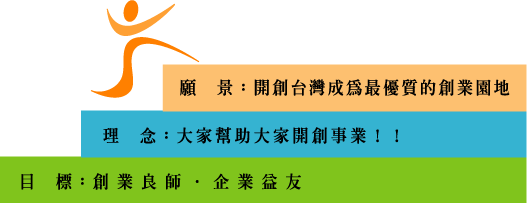 願　景：開創台灣成為最優質的創業園地
理　念：大家幫助大家開創事業！！
目　標：創業良師．企業益友